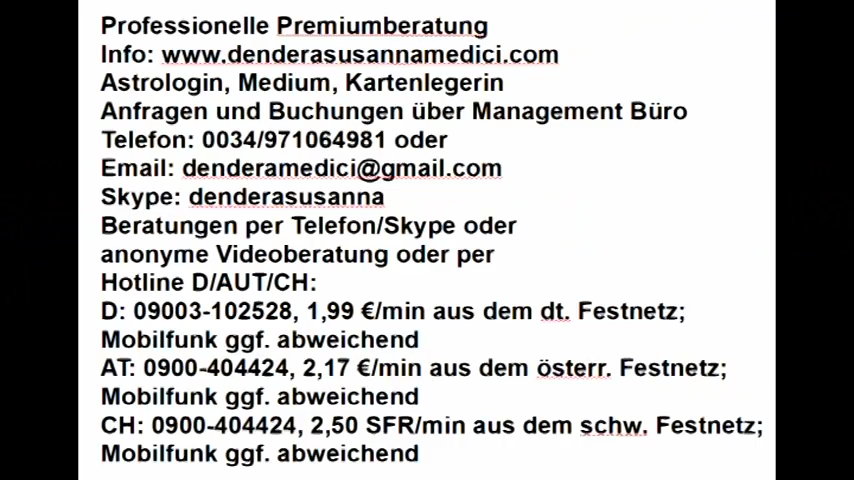 Professionelle Premiumberatung
Info: www.denderasusannamedici.com
Astrologin, Medium, Kartenlegerin
Anfragen und Buchungen über Management Büro
Telefon: 0034/971064981 oder
Email: denderamedici@gmail.com
Skype: denderasusanna
Beratungen per Telefon/Skype oder
anonyme Videoberatung oder per
Hotline D/AUT/CH:
D: 09003-102528, 1,99 €/min aus dem dt. Festnetz;
Mobilfunk ggf. abweichend
AT: 0900-404424, 2,17 €/min aus dem österr. Festnetz;
Mobilfunk ggf. abweichend
CH: 0900-404424, 2,50 SFR/min aus dem schw. Festnetz;
Mobilfunk ggf. abweichend